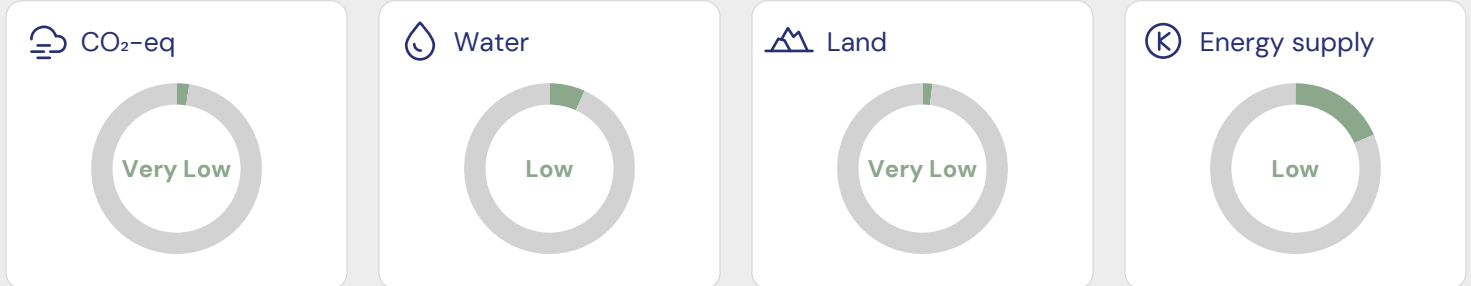 CO₂-eq
Very Low
Water
Low
Land
Very Low
Energy supply
Low